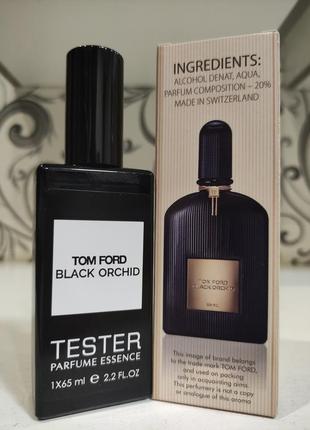 TOM FORD
BLACK ORCHID
TESTER
PARFUME ESSENCE
1X65 ml ℮ 2.2 FL.OZ
INGREDIENTS:
ALCOHOL DENAT, AQUA,
PARFUM COMPOSITION – 20%
MADE IN SWITZERLAND
TOM FORD
BLACK ORCHID
This image of brand belongs
to the trade mark TOM FORD,
and used on packing
only in acquainting aims.
This perfumery is not a copy
or analogue of this aroma